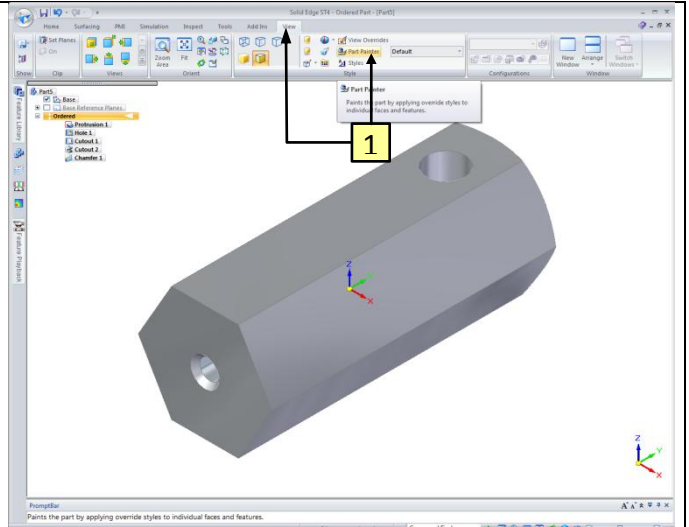 Solid Edge ST4 - Ordered Part - [Part5]
Home Surfacing PMI Simulation Inspect Tools Add Ins View
Set Planes
On
Zoom Area
Fit
View Overrides
Part Painter
Default
Styles
New Window
Arrange
Switch Windows
Show Clip Views Orient Style Configurations Window
Part Painter
Paints the part by applying override styles to
individual faces and features.
1
Part5
Base
Base Reference Planes
Ordered
Protrusion 1
Hole 1
Cutout 1
Cutout 2
Chamfer 1
Feature Library
Feature Playback
Z
Y
X
Z
Y
X
PromptBar
Paints the part by applying override styles to individual faces and features.